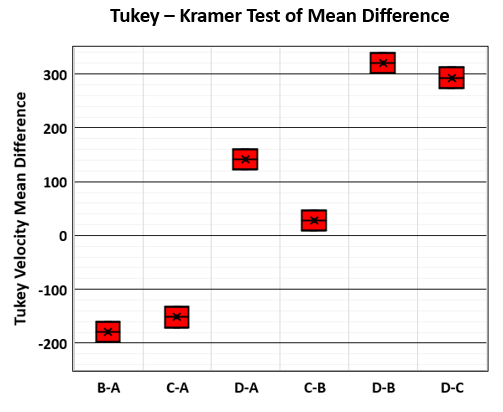 Tukey – Kramer Test of Mean Difference
Tukey Velocity Mean Difference
300
200
100
0
-100
-200
B-A C-A D-A C-B D-B D-C